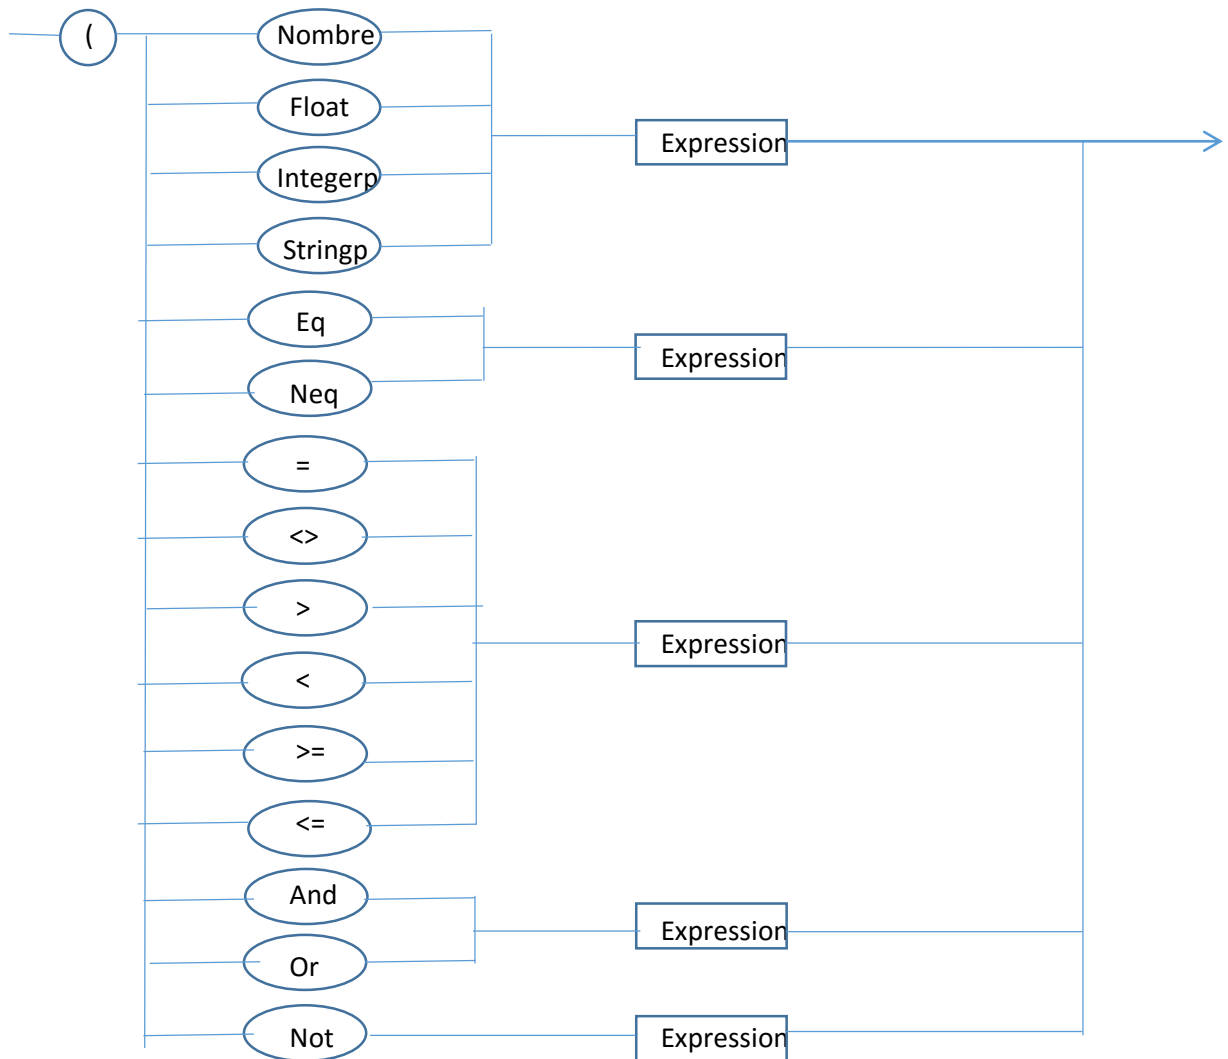 (
Nombre
Float
Expression
Integerp
Stringp
Eq
Expression
Neq
=
<>
>
Expression
<
>=
<=
And
Expression
Or
Not
Expression